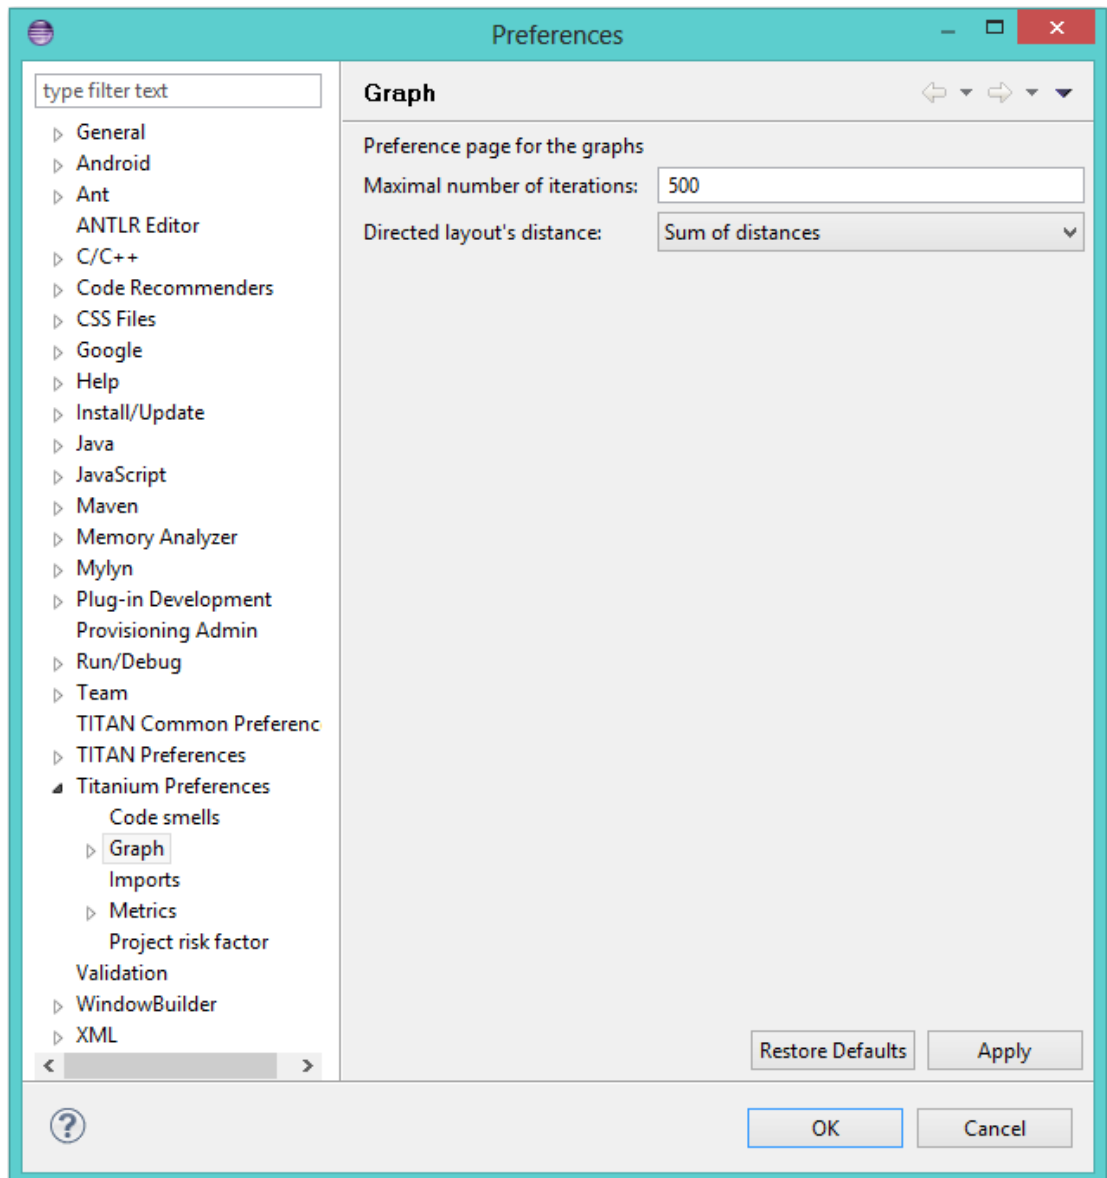 Preferences
type filter text
General
Android
Ant
ANTLR Editor
C/C++
Code Recommenders
CSS Files
Google
Help
Install/Update
Java
JavaScript
Maven
Memory Analyzer
Mylyn
Plug-in Development
Provisioning Admin
Run/Debug
Team
TITAN Common Preferenc
TITAN Preferences
Titanium Preferences
Code smells
Graph
Imports
Metrics
Project risk factor
Validation
WindowBuilder
XML
Graph
Preference page for the graphs
Maximal number of iterations: 500
Directed layout's distance: Sum of distances
Restore Defaults Apply
OK Cancel